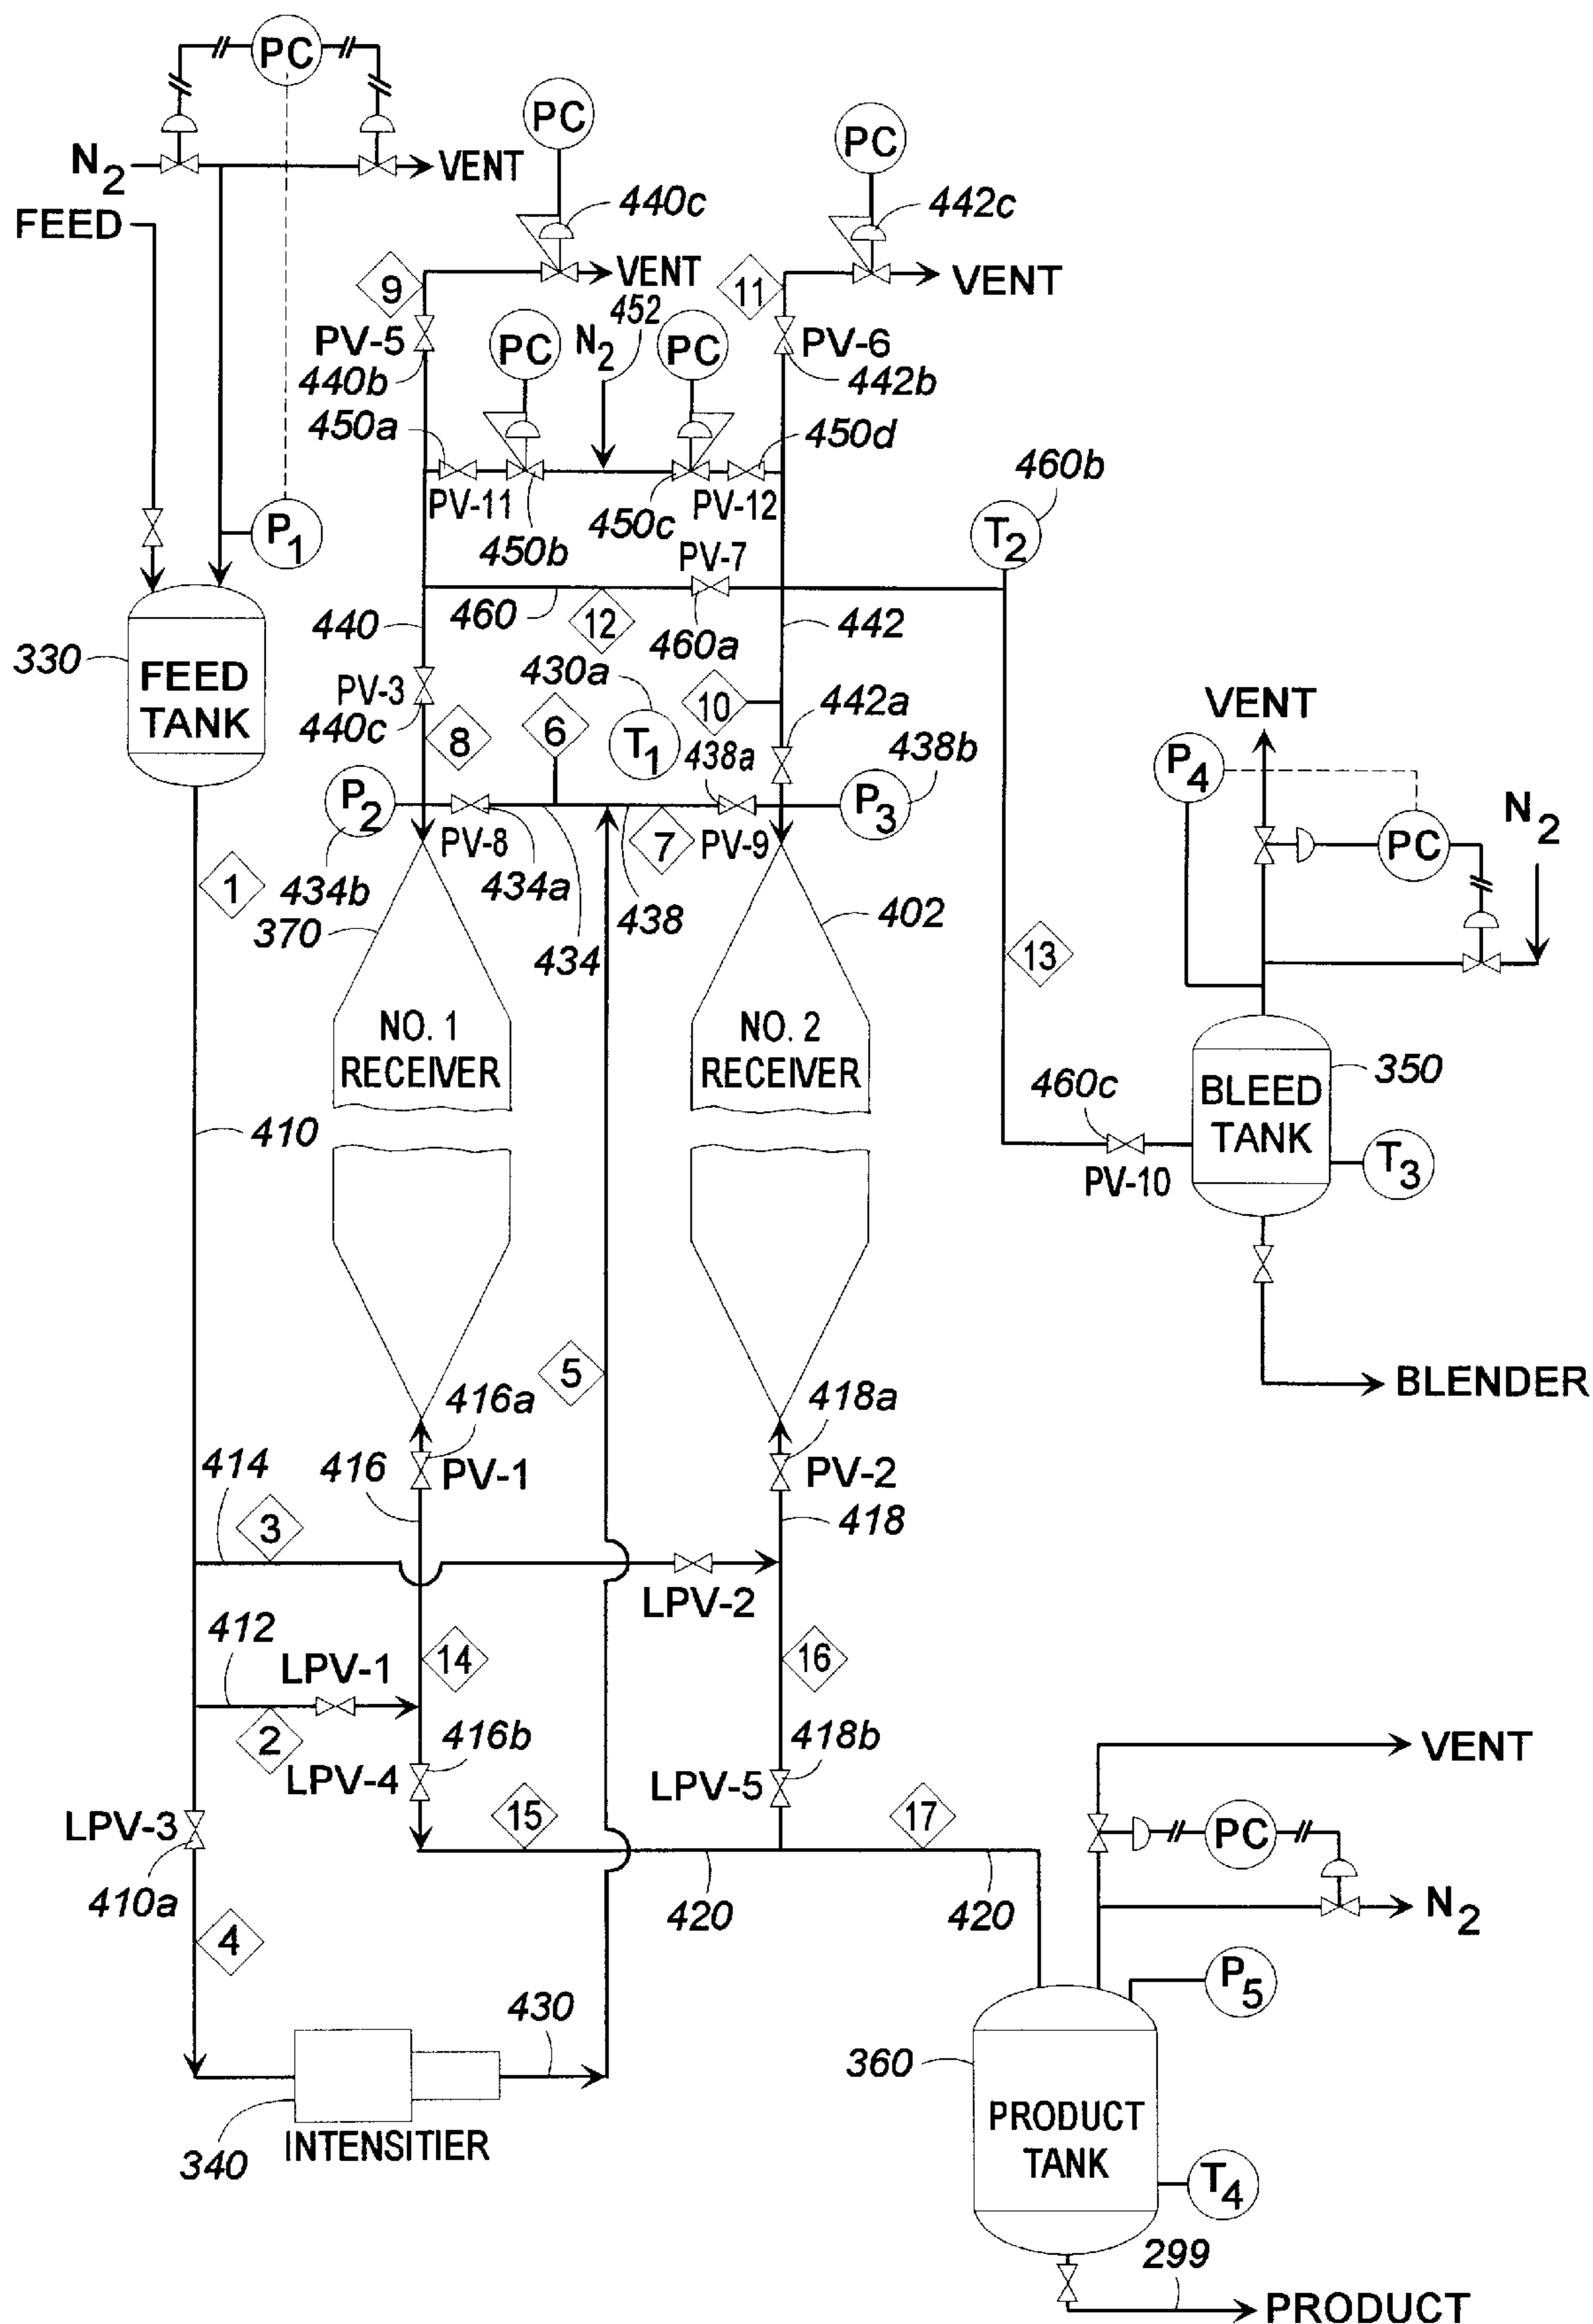 PC
PC
PC
N2
VENT
440c
442c
FEED
9
VENT
11
VENT
452
PV-5
PC
N2
PC
PV-6
440b
442b
450a
450d
460b
PV-11
PV-12
P1
450b
450c
T2
PV-7
330
FEED
TANK
440
460
12
460a
442
430a
PV-3
10
442a
VENT
440c
8
6
T1
438a
438b
P4
P2
P3
PC
N2
PV-8
7
PV-9
1
434b
434a
438
402
370
434
13
NO. 1
RECEIVER
NO. 2
RECEIVER
460c
BLEED
TANK
350
410
PV-10
T3
5
416a
418a
BLENDER
414
416
PV-1
PV-2
3
418
LPV-2
412
LPV-1
14
16
2
416b
418b
VENT
LPV-4
LPV-5
LPV-3
15
17
PC
410a
420
420
N2
4
P5
430
360
340
INTENSITIER
PRODUCT
TANK
T4
299
PRODUCT